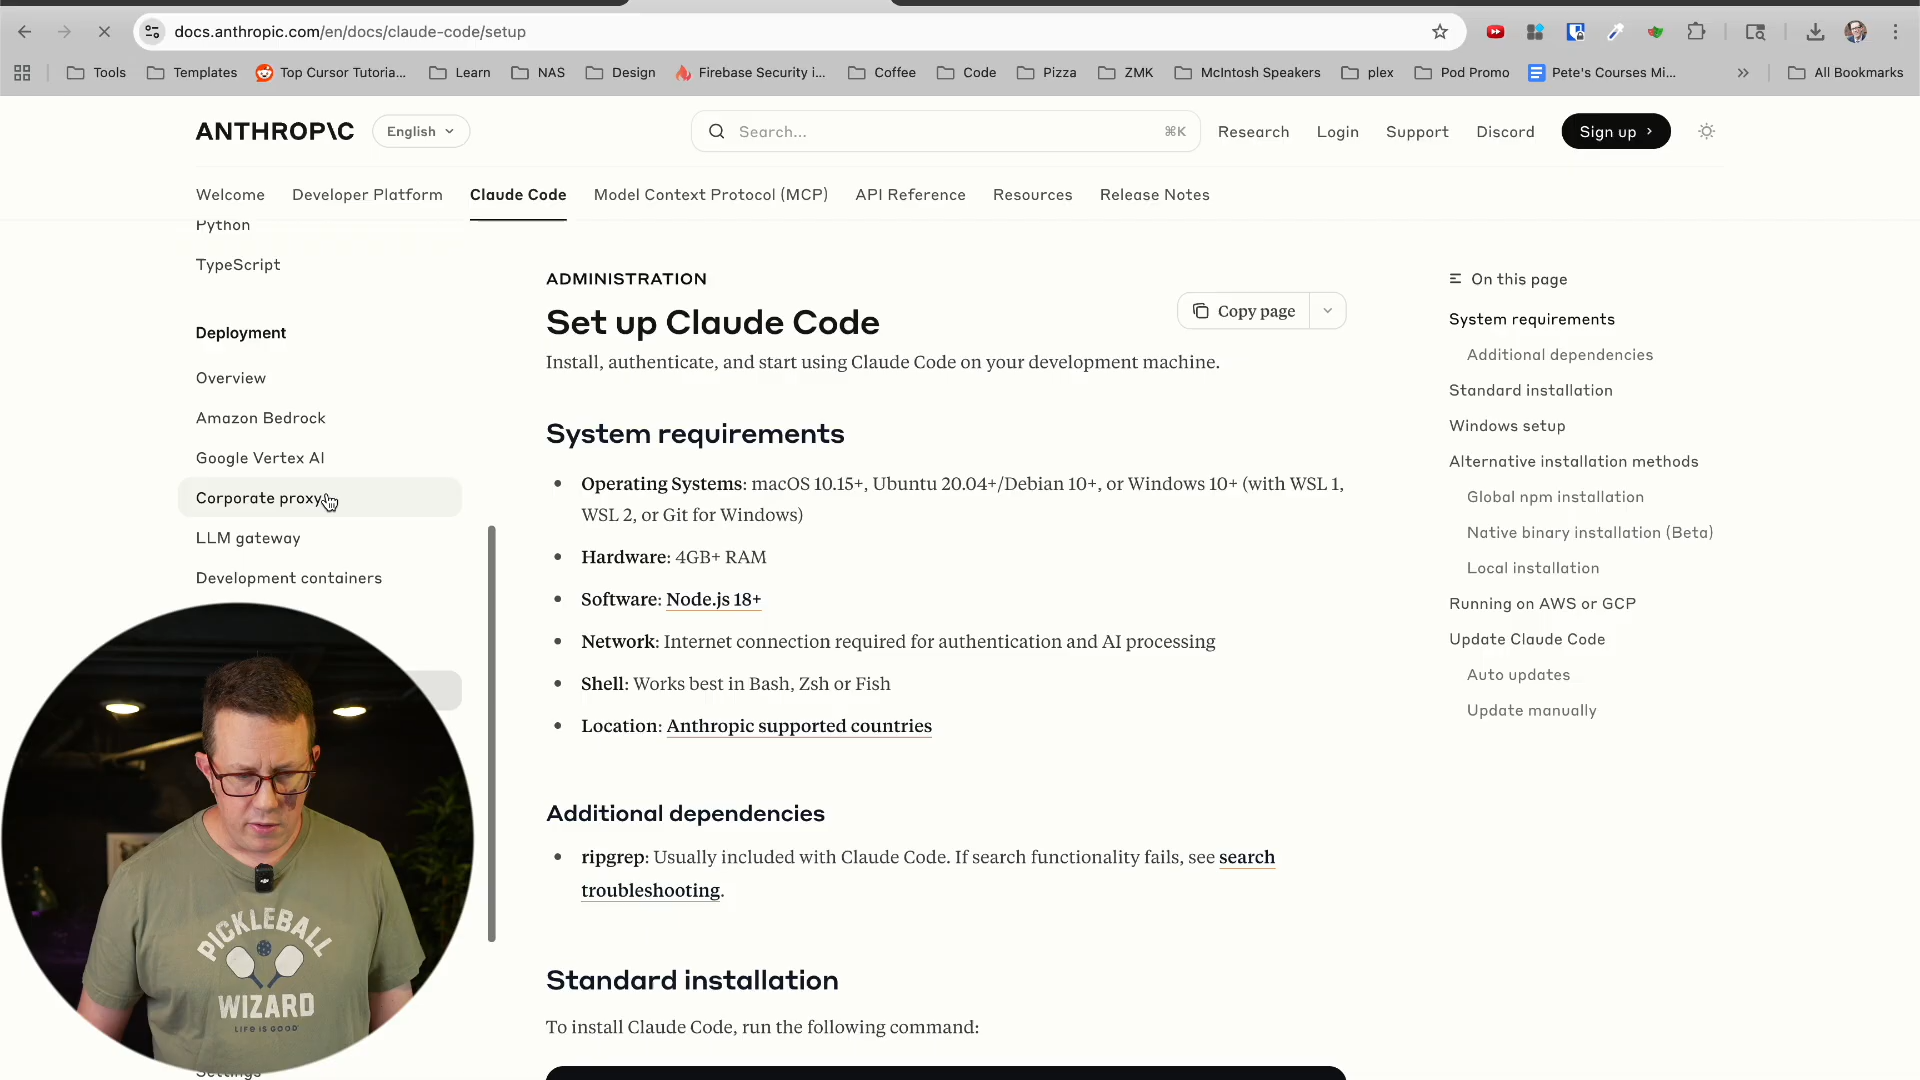 docs.anthropic.com/en/docs/claude-code/setup
Tools
Templates
Top Cursor Tutoria...
Learn
NAS
Design
Firebase Security i...
Coffee
Code
Pizza
ZMK
McIntosh Speakers
plex
Pod Promo
Pete's Courses Mi...
All Bookmarks
ANTHROP\C
English
Search...
⌘K
Research
Login
Support
Discord
Sign up
Welcome
Developer Platform
Claude Code
Model Context Protocol (MCP)
API Reference
Resources
Release Notes
Python
TypeScript
Deployment
Overview
Amazon Bedrock
Google Vertex AI
Corporate proxy
LLM gateway
Development containers
Settings
ADMINISTRATION
Set up Claude Code
Copy page
Install, authenticate, and start using Claude Code on your development machine.
System requirements
Operating Systems: macOS 10.15+, Ubuntu 20.04+/Debian 10+, or Windows 10+ (with WSL 1,
WSL 2, or Git for Windows)
Hardware: 4GB+ RAM
Software: Node.js 18+
Network: Internet connection required for authentication and AI processing
Shell: Works best in Bash, Zsh or Fish
Location: Anthropic supported countries
Additional dependencies
ripgrep: Usually included with Claude Code. If search functionality fails, see search
troubleshooting.
Standard installation
To install Claude Code, run the following command:
On this page
System requirements
Additional dependencies
Standard installation
Windows setup
Alternative installation methods
Global npm installation
Native binary installation (Beta)
Local installation
Running on AWS or GCP
Update Claude Code
Auto updates
Update manually
PICKLEBALL
WIZARD
LIFE IS GOOD